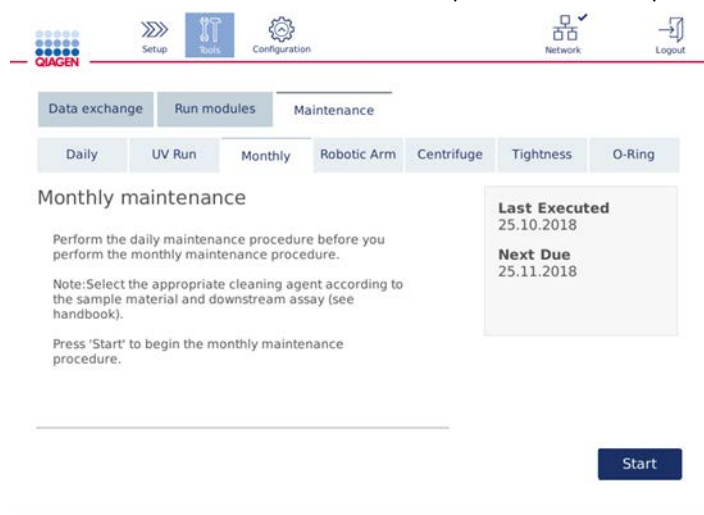 QIAGEN
Setup
Tools
Configuration
Network
Logout
Data exchange
Run modules
Maintenance
Daily
UV Run
Monthly
Robotic Arm
Centrifuge
Tightness
O-Ring
Monthly maintenance
Perform the daily maintenance procedure before you
perform the monthly maintenance procedure.
Note:Select the appropriate cleaning agent according to
the sample material and downstream assay (see
handbook).
Press 'Start' to begin the monthly maintenance
procedure.
Last Executed
25.10.2018
Next Due
25.11.2018
Start